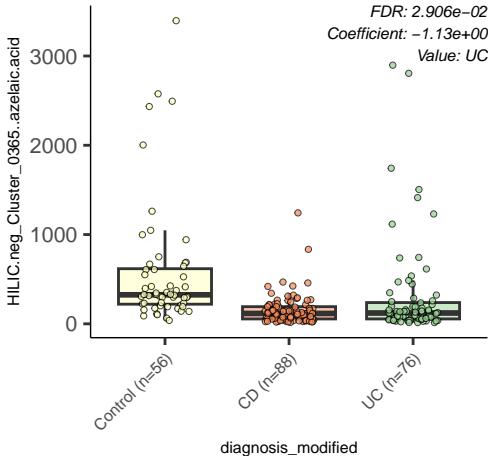 FDR: 2.906e−02
Coefficient: −1.13e+00
Value: UC
HILIC.neg_Cluster_0365..azelaic.acid
3000
2000
1000
0
Control (n=56)
CD (n=88)
UC (n=76)
diagnosis_modified